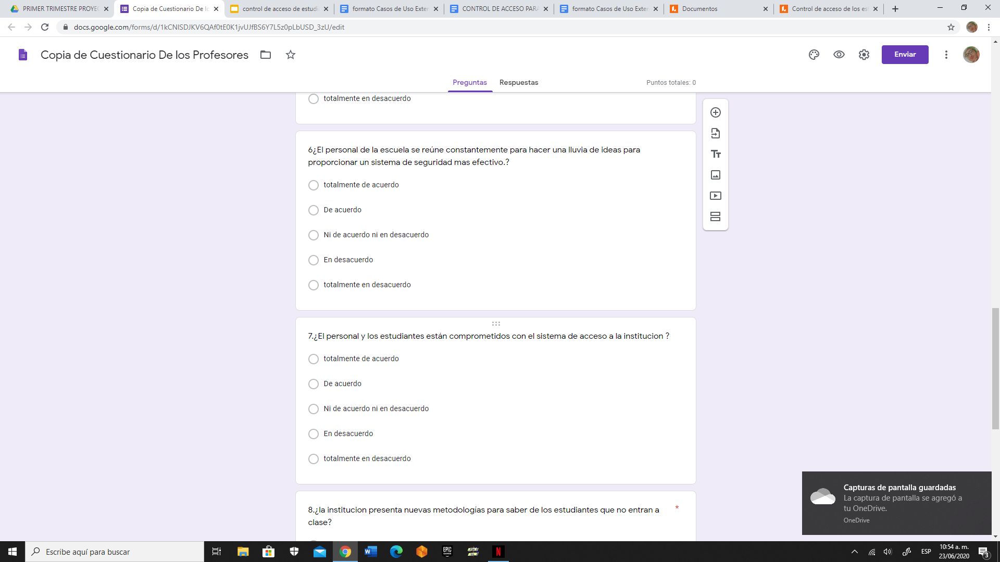 PRIMER TRIMESTRE PROYEC
Copia de Cuestionario De lo
control de acceso de estudia
formato Casos de Uso Exten
CONTROL DE ACCESO PARA
formato Casos de Uso Exten
Documentos
Control de acceso de los est
docs.google.com/forms/d/1kCNlSDJKV6QAf0tE0K1jvUJfBS6Y7L5z0pLbUSD_3zU/edit
Copia de Cuestionario De los Profesores
Enviar
Preguntas
Respuestas
Puntos totales: 0
totalmente en desacuerdo
6¿El personal de la escuela se reúne constantemente para hacer una lluvia de ideas para
proporcionar un sistema de seguridad mas efectivo.?
totalmente de acuerdo
De acuerdo
Ni de acuerdo ni en desacuerdo
En desacuerdo
totalmente en desacuerdo
7.¿El personal y los estudiantes están comprometidos con el sistema de acceso a la institucion ?
totalmente de acuerdo
De acuerdo
Ni de acuerdo ni en desacuerdo
En desacuerdo
totalmente en desacuerdo
8.¿la institucion presenta nuevas metodologías para saber de los estudiantes que no entran a *
clase?
Capturas de pantalla guardadas
La captura de pantalla se agregó a
tu OneDrive.
OneDrive
Escribe aquí para buscar
ESP
10:54 a. m.
23/06/2020
3